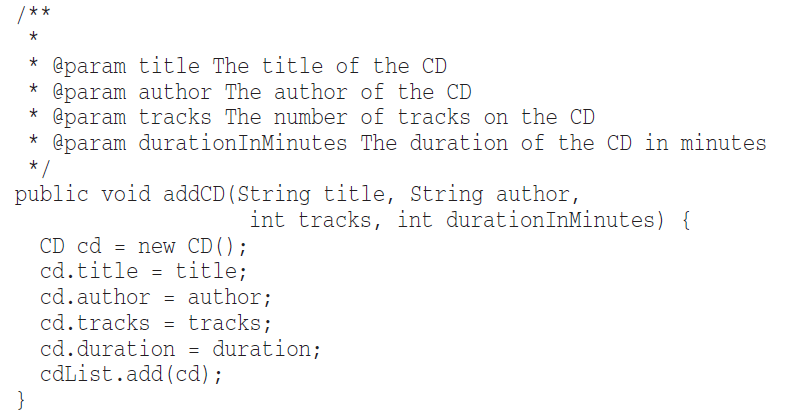 /**
 *
 * @param title The title of the CD
 * @param author The author of the CD
 * @param tracks The number of tracks on the CD
 * @param durationInMinutes The duration of the CD in minutes
 */
public void addCD(String title, String author,
                   int tracks, int durationInMinutes) {
  CD cd = new CD();
  cd.title = title;
  cd.author = author;
  cd.tracks = tracks;
  cd.duration = duration;
  cdList.add(cd);
}